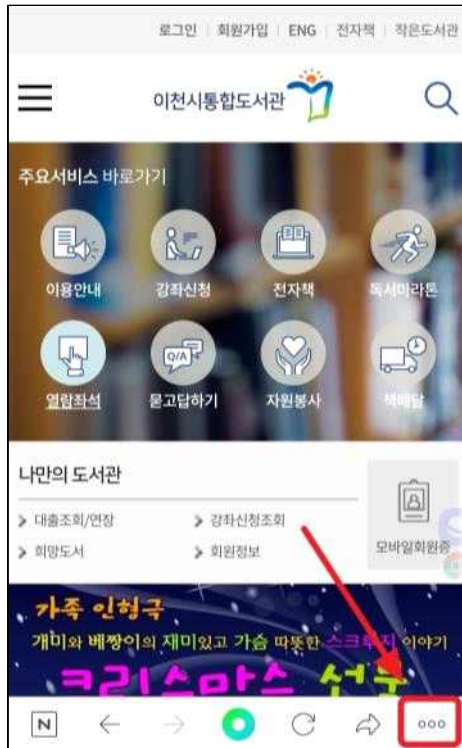 로그인 회원가입 ENG 전자책 작은도서관
이천시통합도서관
주요서비스 바로가기
이용안내 강좌신청 전자책 독서마라톤
Q/A
열람좌석 묻고답하기 자원봉사 책배달
나만의 도서관
대출조회/연장 강좌신청조회
희망도서 회원정보
모바일회원증
가족 인형극
개미와 베짱이의 재미있고 가슴 따뜻한 스크루지 이야기
크리스마스 선물
N